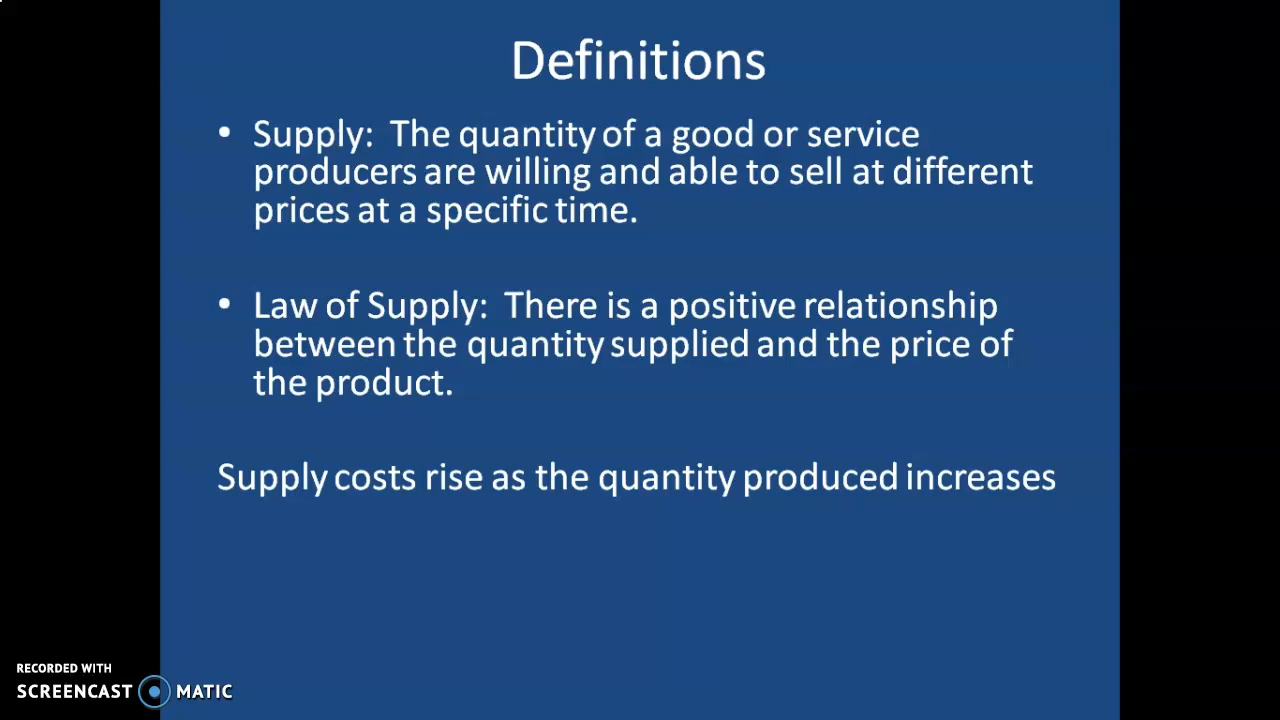 Definitions
• Supply:  The quantity of a good or service
producers are willing and able to sell at different
prices at a specific time.
• Law of Supply:  There is a positive relationship
between the quantity supplied and the price of
the product.
Supply costs rise as the quantity produced increases
RECORDED WITH
SCREENCAST MATIC